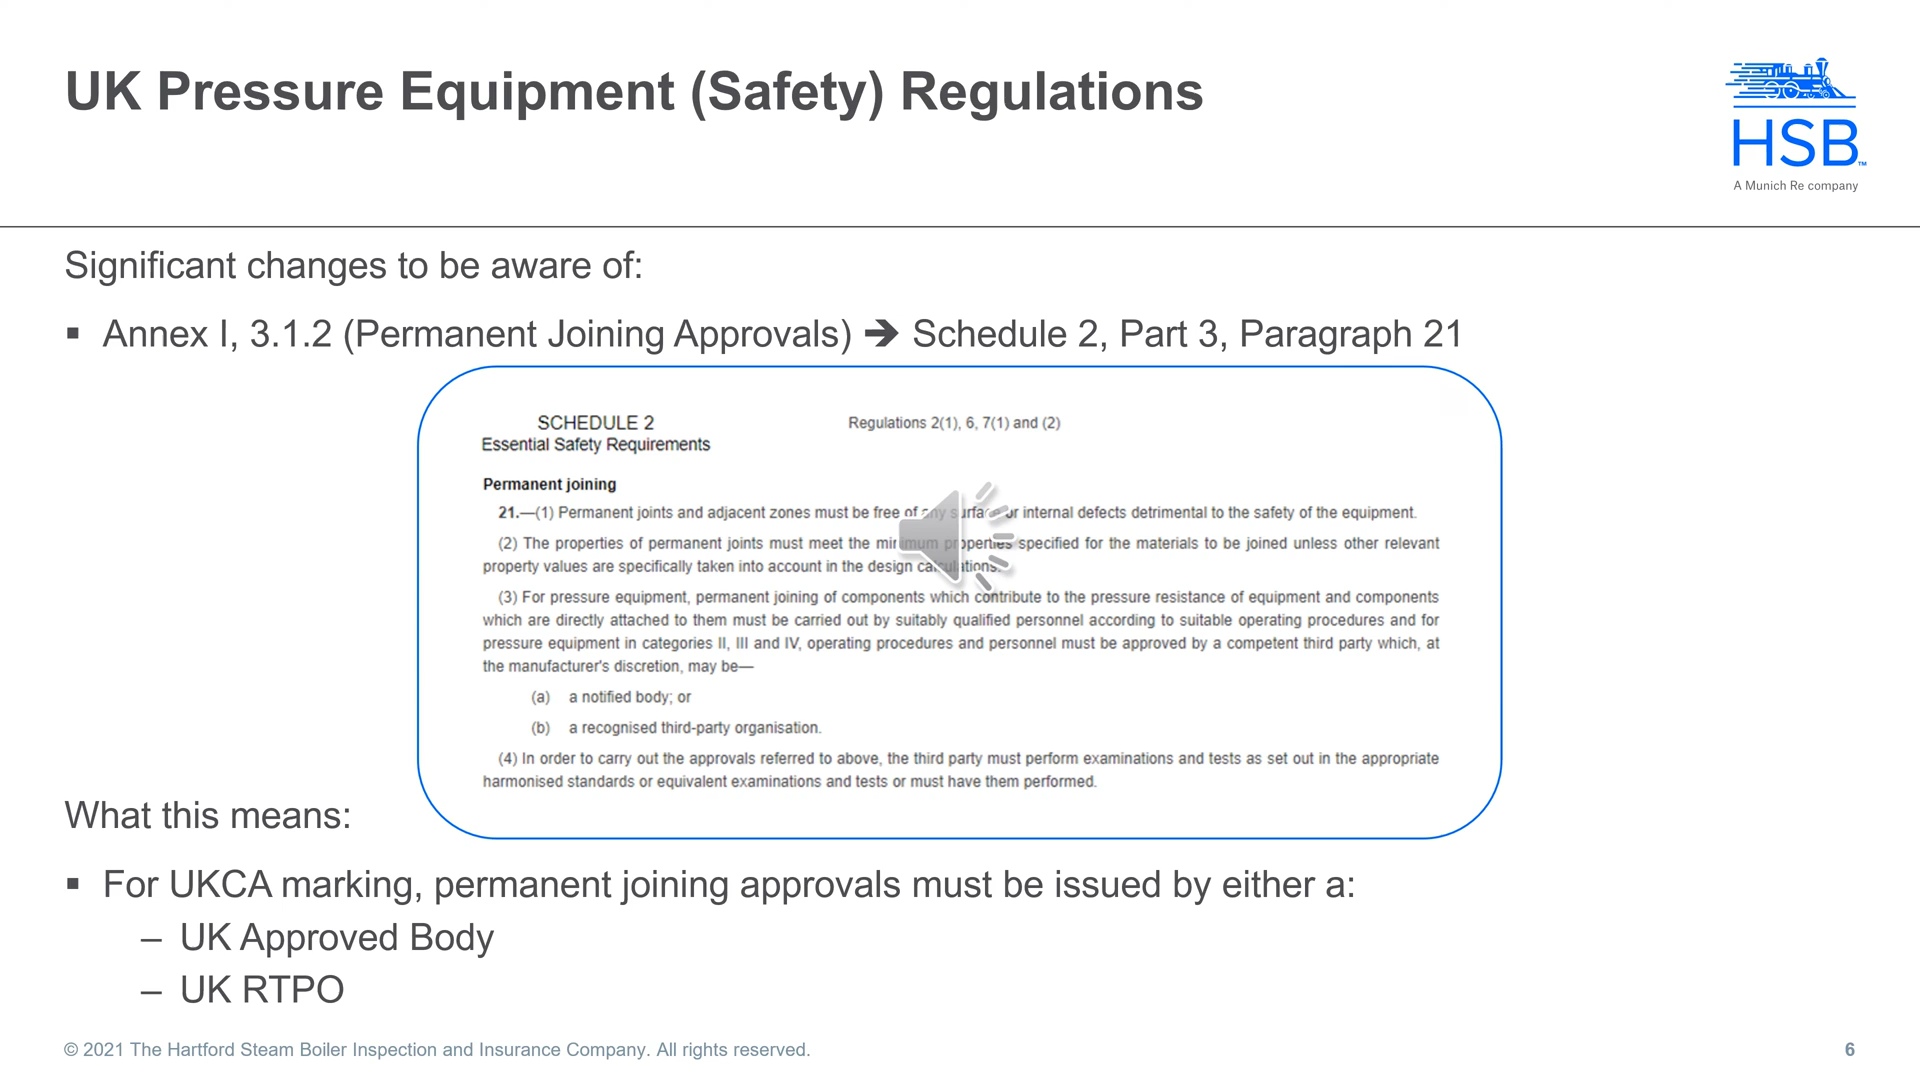 UK Pressure Equipment (Safety) Regulations
HSB™
A Munich Re company
Significant changes to be aware of:
▪ Annex I, 3.1.2 (Permanent Joining Approvals) ➔ Schedule 2, Part 3, Paragraph 21
SCHEDULE 2 Regulations 2(1), 6, 7(1) and (2)
Essential Safety Requirements
Permanent joining
21.—(1) Permanent joints and adjacent zones must be free of any surface or internal defects detrimental to the safety of the equipment.
(2) The properties of permanent joints must meet the minimum properties specified for the materials to be joined unless other relevant
property values are specifically taken into account in the design calculations.
(3) For pressure equipment, permanent joining of components which contribute to the pressure resistance of equipment and components
which are directly attached to them must be carried out by suitably qualified personnel according to suitable operating procedures and for
pressure equipment in categories II, III and IV, operating procedures and personnel must be approved by a competent third party which, at
the manufacturer's discretion, may be—
(a) a notified body; or
(b) a recognised third-party organisation.
(4) In order to carry out the approvals referred to above, the third party must perform examinations and tests as set out in the appropriate
harmonised standards or equivalent examinations and tests or must have them performed.
What this means:
▪ For UKCA marking, permanent joining approvals must be issued by either a:
– UK Approved Body
– UK RTPO
© 2021 The Hartford Steam Boiler Inspection and Insurance Company. All rights reserved. 6